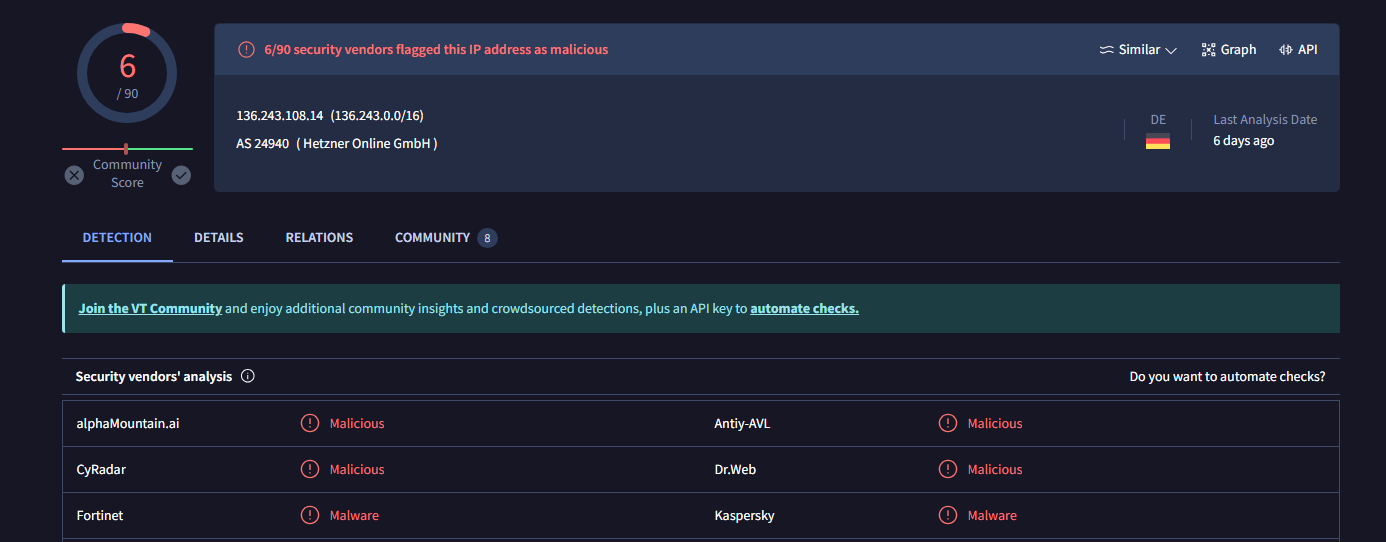 6
/ 90
Community
Score
6/90 security vendors flagged this IP address as malicious
Similar
Graph
API
136.243.108.14 (136.243.0.0/16)
AS 24940 ( Hetzner Online GmbH )
DE
Last Analysis Date
6 days ago
DETECTION DETAILS RELATIONS COMMUNITY 8
Join the VT Community and enjoy additional community insights and crowdsourced detections, plus an API key to automate checks.
Security vendors' analysis
Do you want to automate checks?
alphaMountain.ai Malicious Antiy-AVL Malicious
CyRadar Malicious Dr.Web Malicious
Fortinet Malware Kaspersky Malware